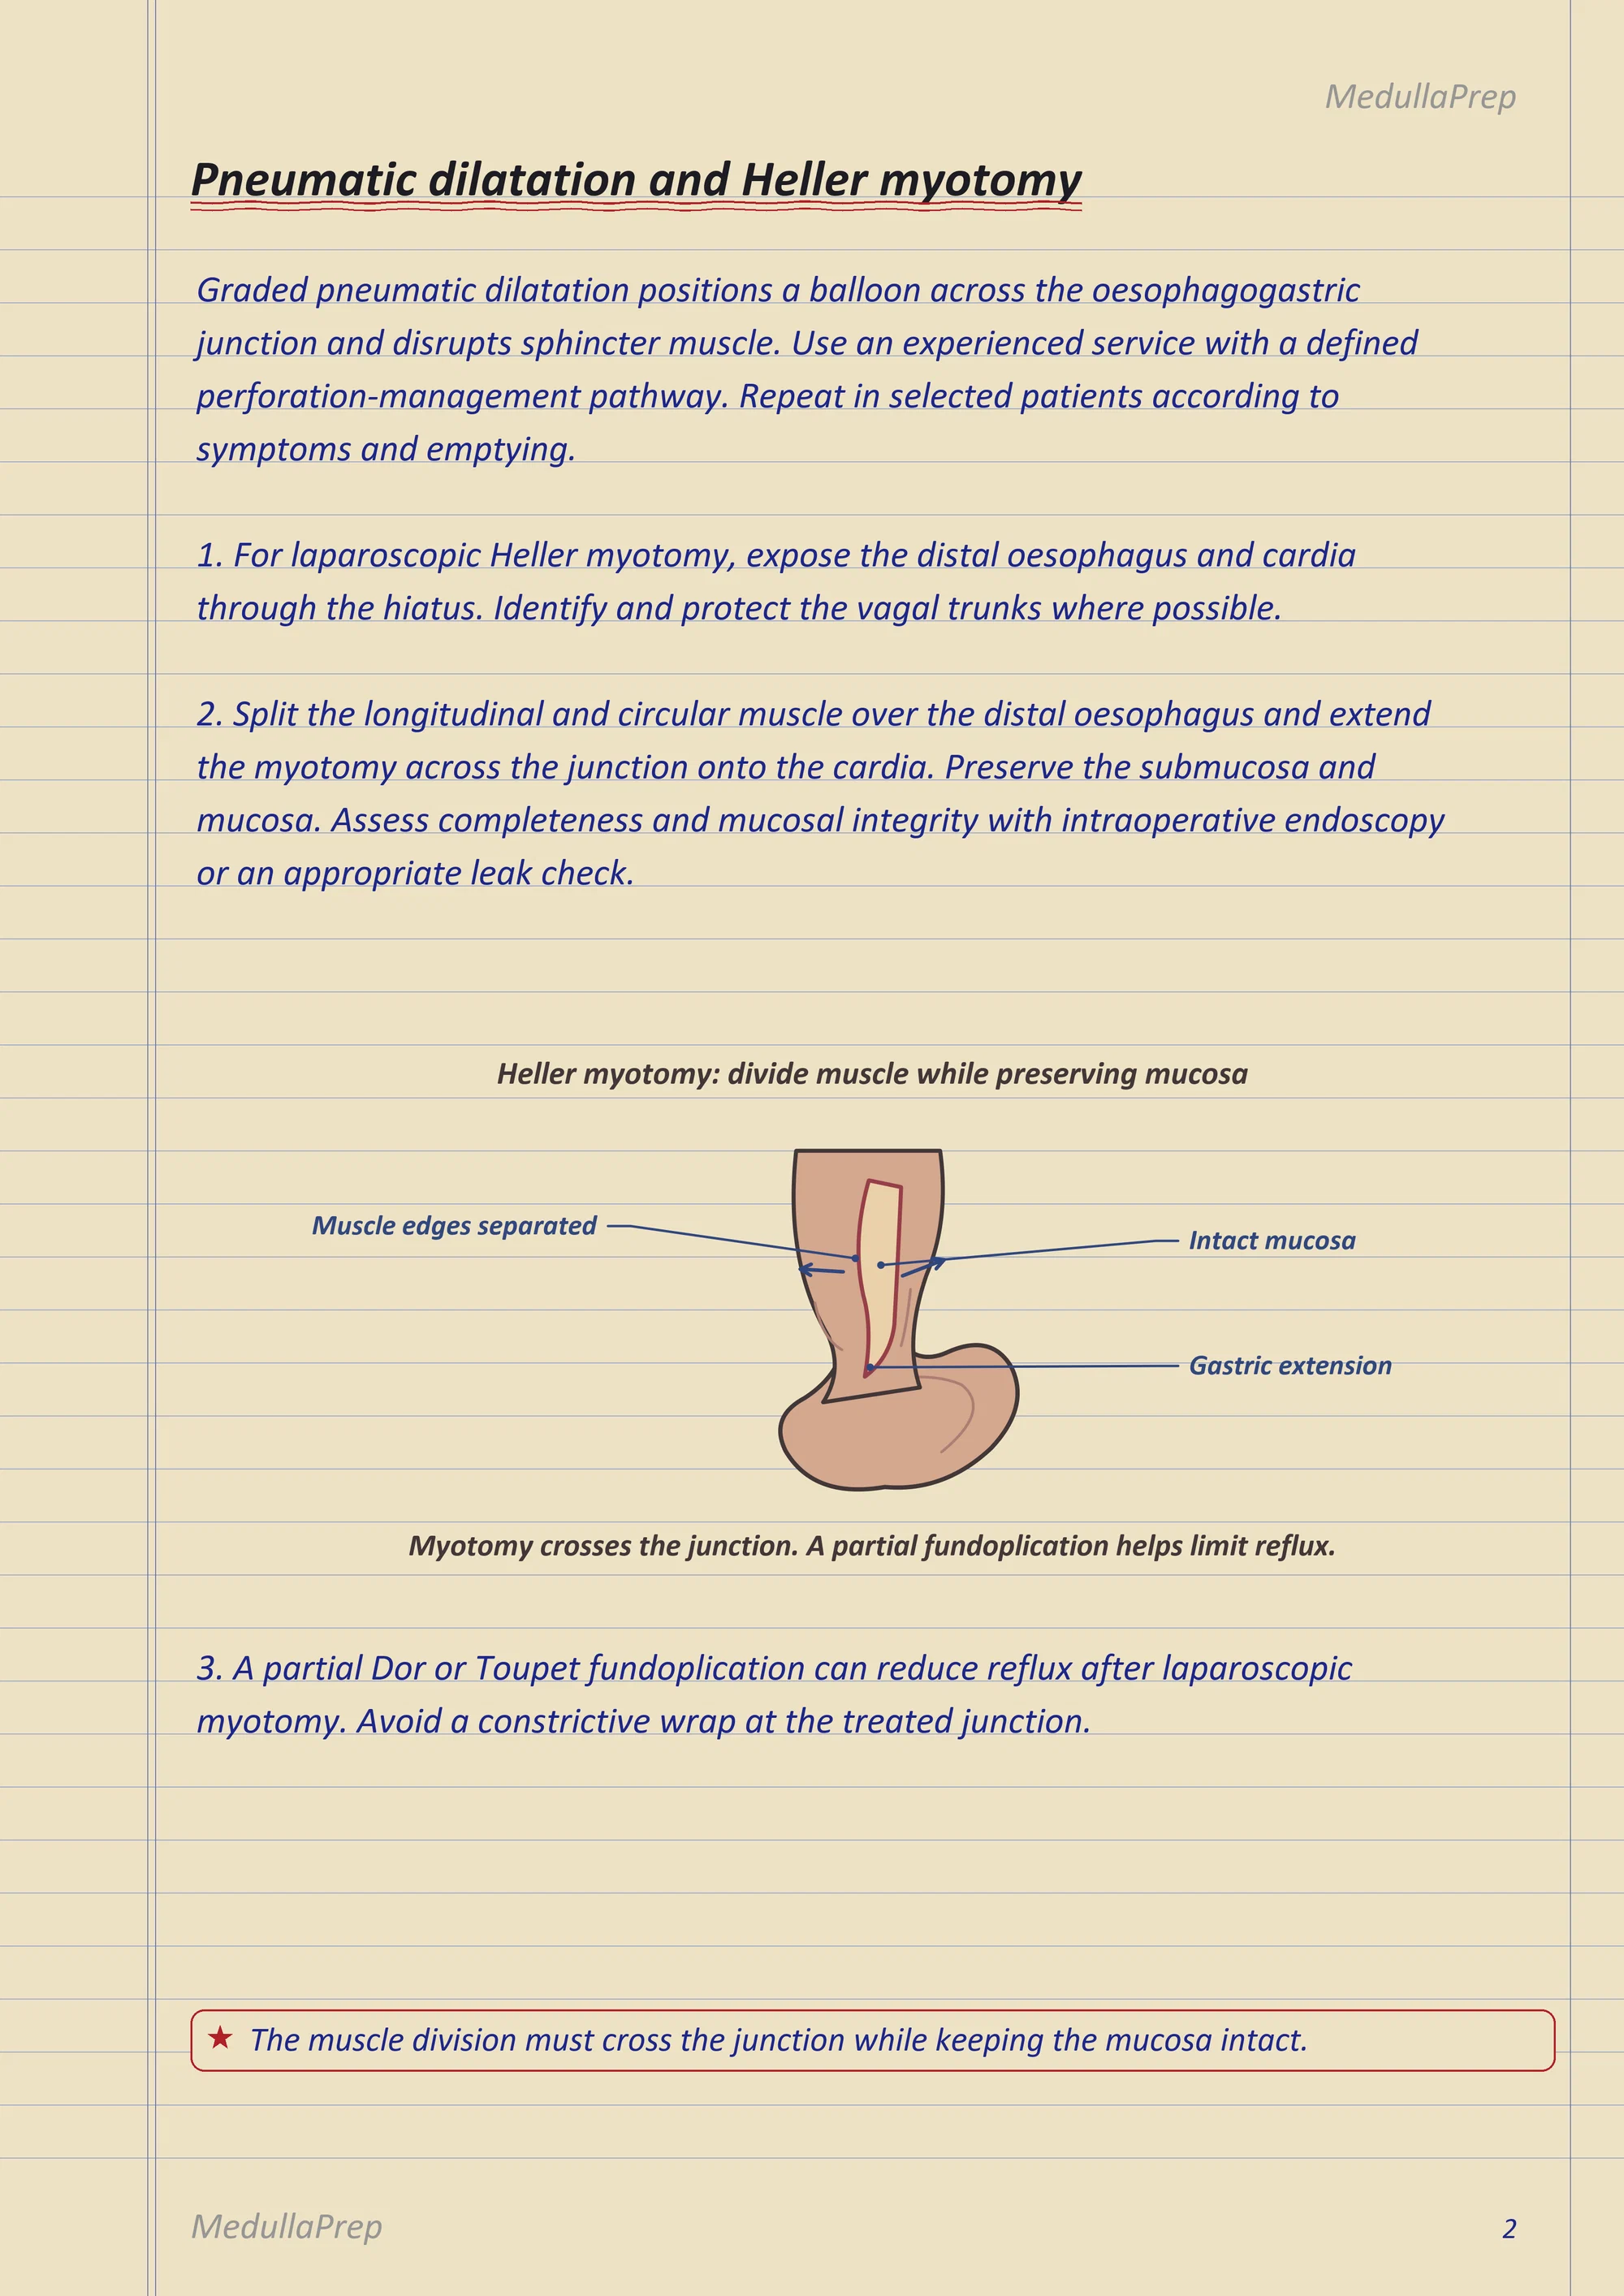 MedullaPrep
Pneumatic dilatation and Heller myotomy
Graded pneumatic dilatation positions a balloon across the oesophagogastric
junction and disrupts sphincter muscle. Use an experienced service with a defined
perforation-management pathway. Repeat in selected patients according to
symptoms and emptying.
1. For laparoscopic Heller myotomy, expose the distal oesophagus and cardia
through the hiatus. Identify and protect the vagal trunks where possible.
2. Split the longitudinal and circular muscle over the distal oesophagus and extend
the myotomy across the junction onto the cardia. Preserve the submucosa and
mucosa. Assess completeness and mucosal integrity with intraoperative endoscopy
or an appropriate leak check.
Heller myotomy: divide muscle while preserving mucosa
Muscle edges separated
Intact mucosa
Gastric extension
Myotomy crosses the junction. A partial fundoplication helps limit reflux.
3. A partial Dor or Toupet fundoplication can reduce reflux after laparoscopic
myotomy. Avoid a constrictive wrap at the treated junction.
★ The muscle division must cross the junction while keeping the mucosa intact.
MedullaPrep
2